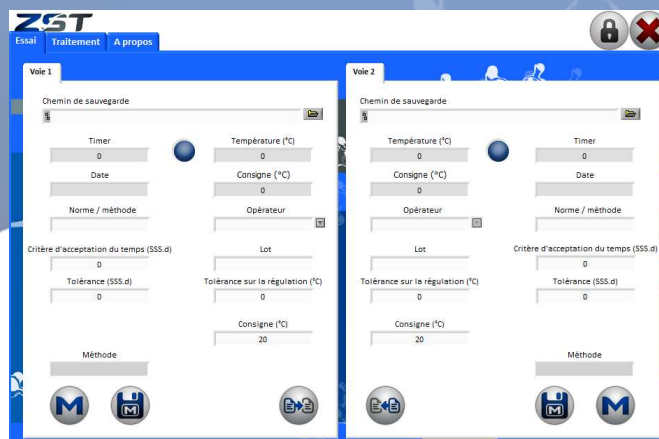 ZST
Essai Traitement A propos
Voie 1
Chemin de sauvegarde
Timer Température (°C)
0 0
Date Consigne (°C)
0
Norme / méthode Opérateur
Critère d'acceptation du temps (SSS.d) Lot
0
Tolérance (SSS.d) Tolérance sur la régulation (°C)
0 0
Consigne (°C)
20
Méthode
M M
Voie 2
Chemin de sauvegarde
Température (°C) Timer
0 0
Consigne (°C) Date
0
Opérateur Norme / méthode
Lot Critère d'acceptation du temps (SSS.d)
0
Tolérance sur la régulation (°C) Tolérance (SSS.d)
0 0
Consigne (°C)
20
Méthode
M M